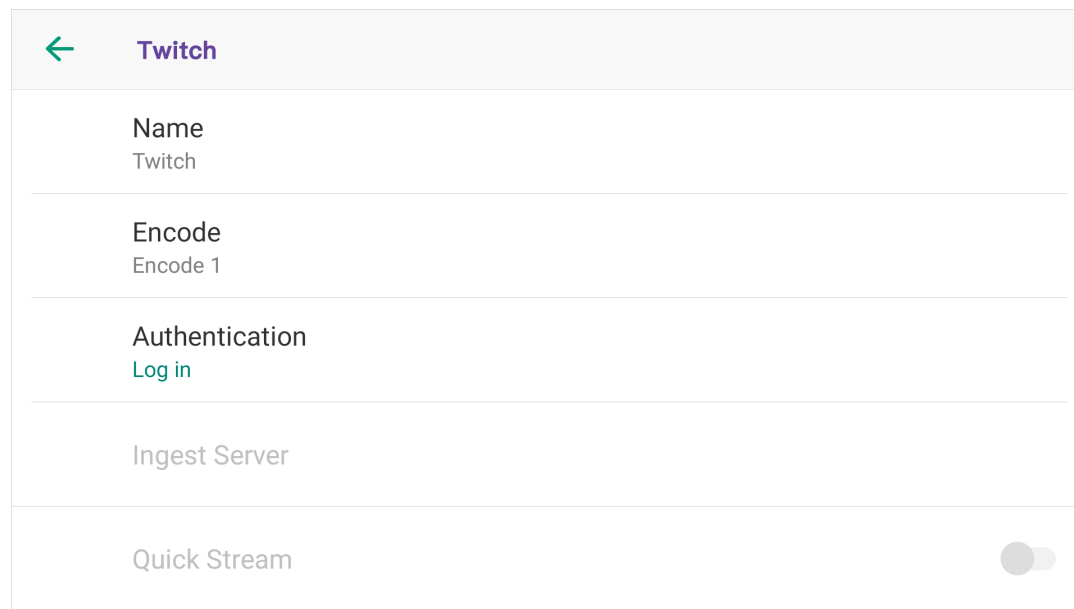 Twitch
Name
Twitch
Encode
Encode 1
Authentication
Log in
Ingest Server
Quick Stream